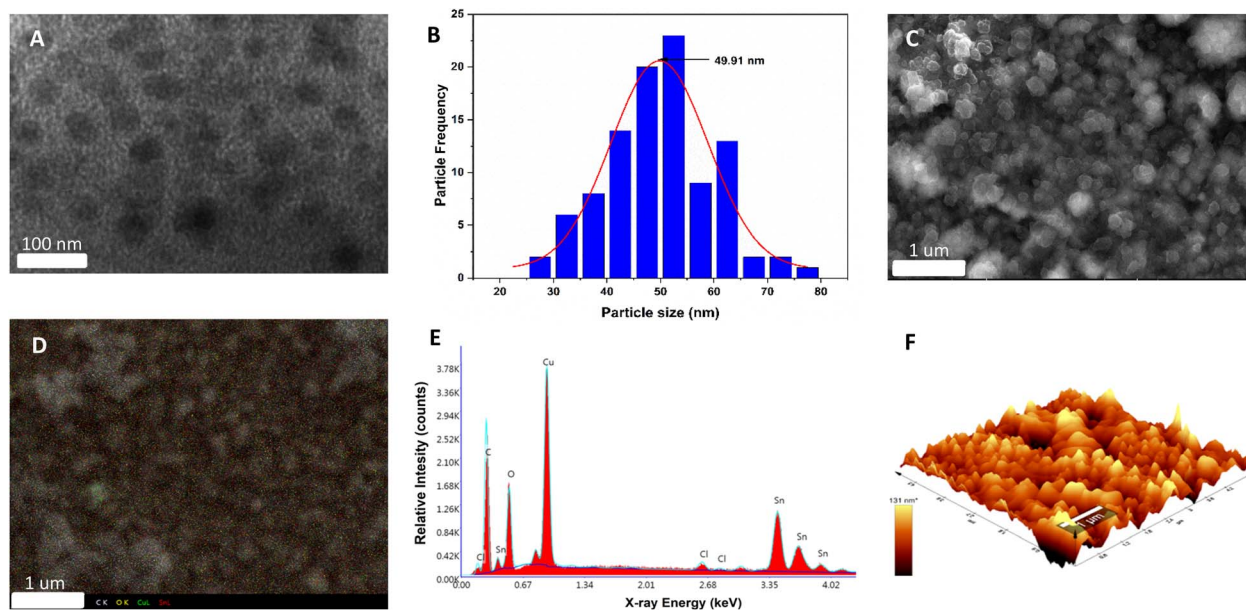 A
100 nm
B
25
20
15
10
5
0
Particle Frequency
49.91 nm
20 30 40 50 60 70 80
Particle size (nm)
C
1 um
D
1 um
C K O K CuL SnL
E
3.78K
3.36K
2.94K
2.52K
2.10K
1.68K
1.26K
0.84K
0.42K
0.00K
Relative Intesity (counts)
Cl C Sn O Cu Cl Cl Sn Sn Sn
0.00 0.67 1.34 2.01 2.68 3.35 4.02
X-ray Energy (keV)
F
131 nm*
1 µm